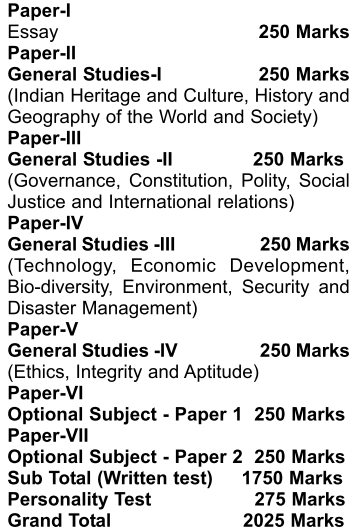 Paper-I
Essay 250 Marks
Paper-II
General Studies-I 250 Marks
(Indian Heritage and Culture, History and
Geography of the World and Society)
Paper-III
General Studies -II 250 Marks
(Governance, Constitution, Polity, Social
Justice and International relations)
Paper-IV
General Studies -III 250 Marks
(Technology, Economic Development,
Bio-diversity, Environment, Security and
Disaster Management)
Paper-V
General Studies -IV 250 Marks
(Ethics, Integrity and Aptitude)
Paper-VI
Optional Subject - Paper 1 250 Marks
Paper-VII
Optional Subject - Paper 2 250 Marks
Sub Total (Written test) 1750 Marks
Personality Test 275 Marks
Grand Total 2025 Marks